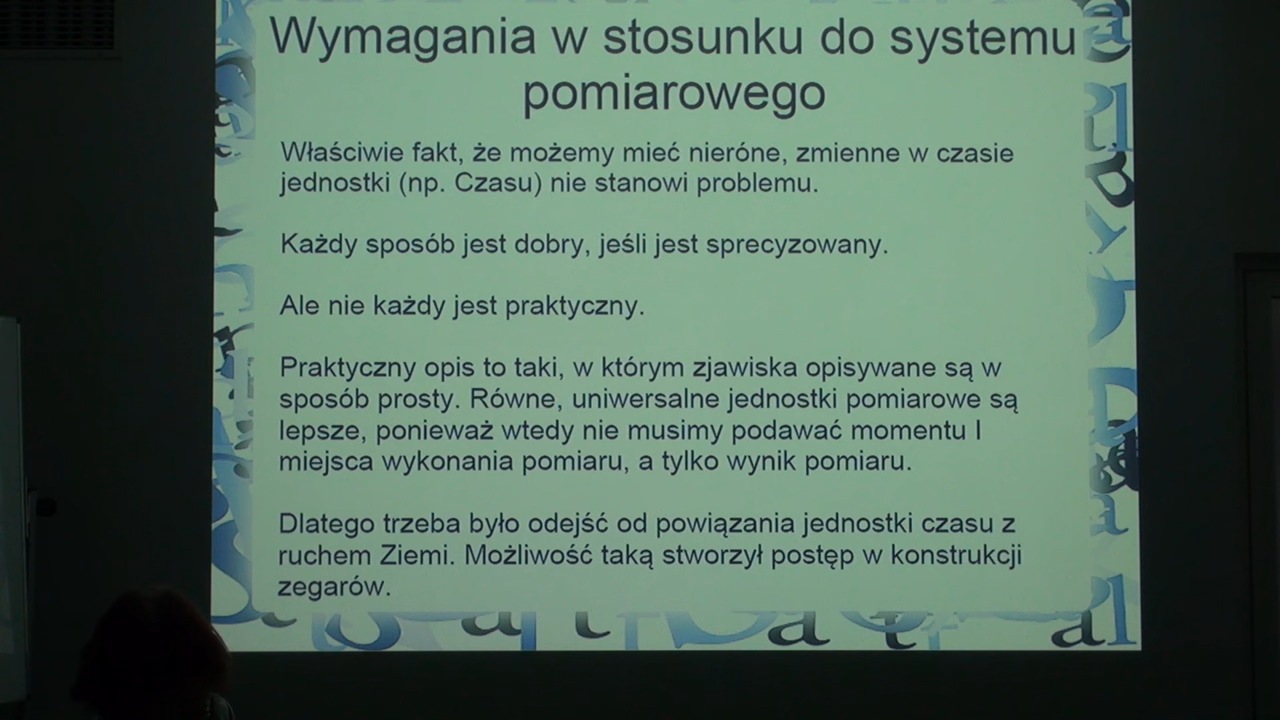 Wymagania w stosunku do systemu
pomiarowego
Właściwie fakt, że możemy mieć nieróne, zmienne w czasie
jednostki (np. Czasu) nie stanowi problemu.
Każdy sposób jest dobry, jeśli jest sprecyzowany.
Ale nie każdy jest praktyczny.
Praktyczny opis to taki, w którym zjawiska opisywane są w
sposób prosty. Równe, uniwersalne jednostki pomiarowe są
lepsze, ponieważ wtedy nie musimy podawać momentu I
miejsca wykonania pomiaru, a tylko wynik pomiaru.
Dlatego trzeba było odejść od powiązania jednostki czasu z
ruchem Ziemi. Możliwość taką stworzył postęp w konstrukcji
zegarów.